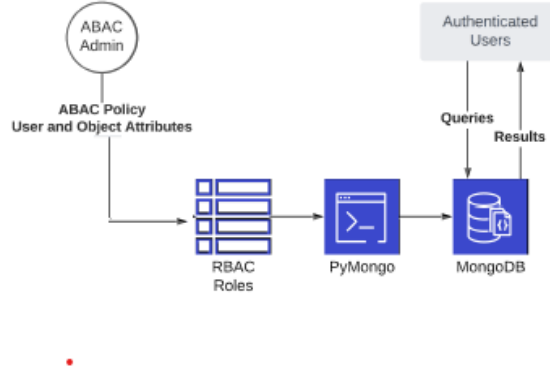 ABAC
Admin
Authenticated
Users
ABAC Policy
User and Object Attributes
Queries
Results
RBAC
Roles
PyMongo
MongoDB